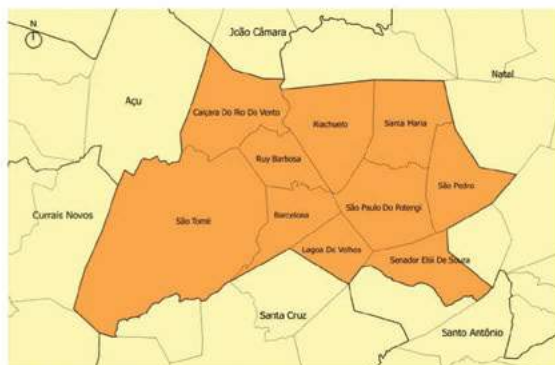 N
João Câmara
Natal
Açu
Caiçara Do Rio Do Vento
Riachuelo
Santa Maria
Ruy Barbosa
São Pedro
Currais Novos
São Tomé
Barcelona
São Paulo Do Potengi
Lagoa De Velhos
Senador Elói De Souza
Santa Cruz
Santo Antônio